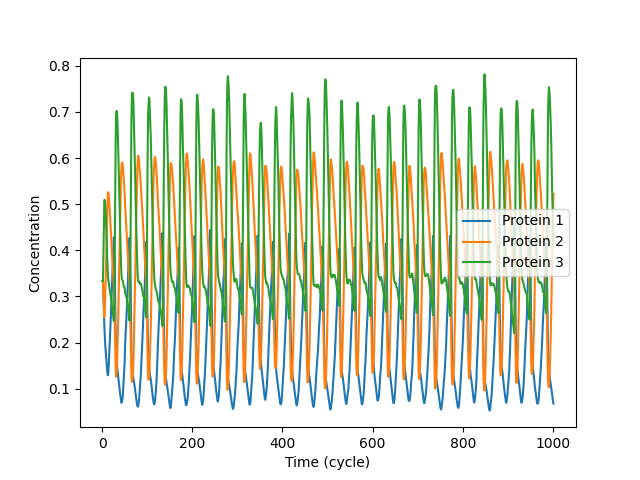 0.8
0.7
0.6
0.5
0.4
0.3
0.2
0.1
Concentration
Protein 1
Protein 2
Protein 3
0 200 400 600 800 1000
Time (cycle)